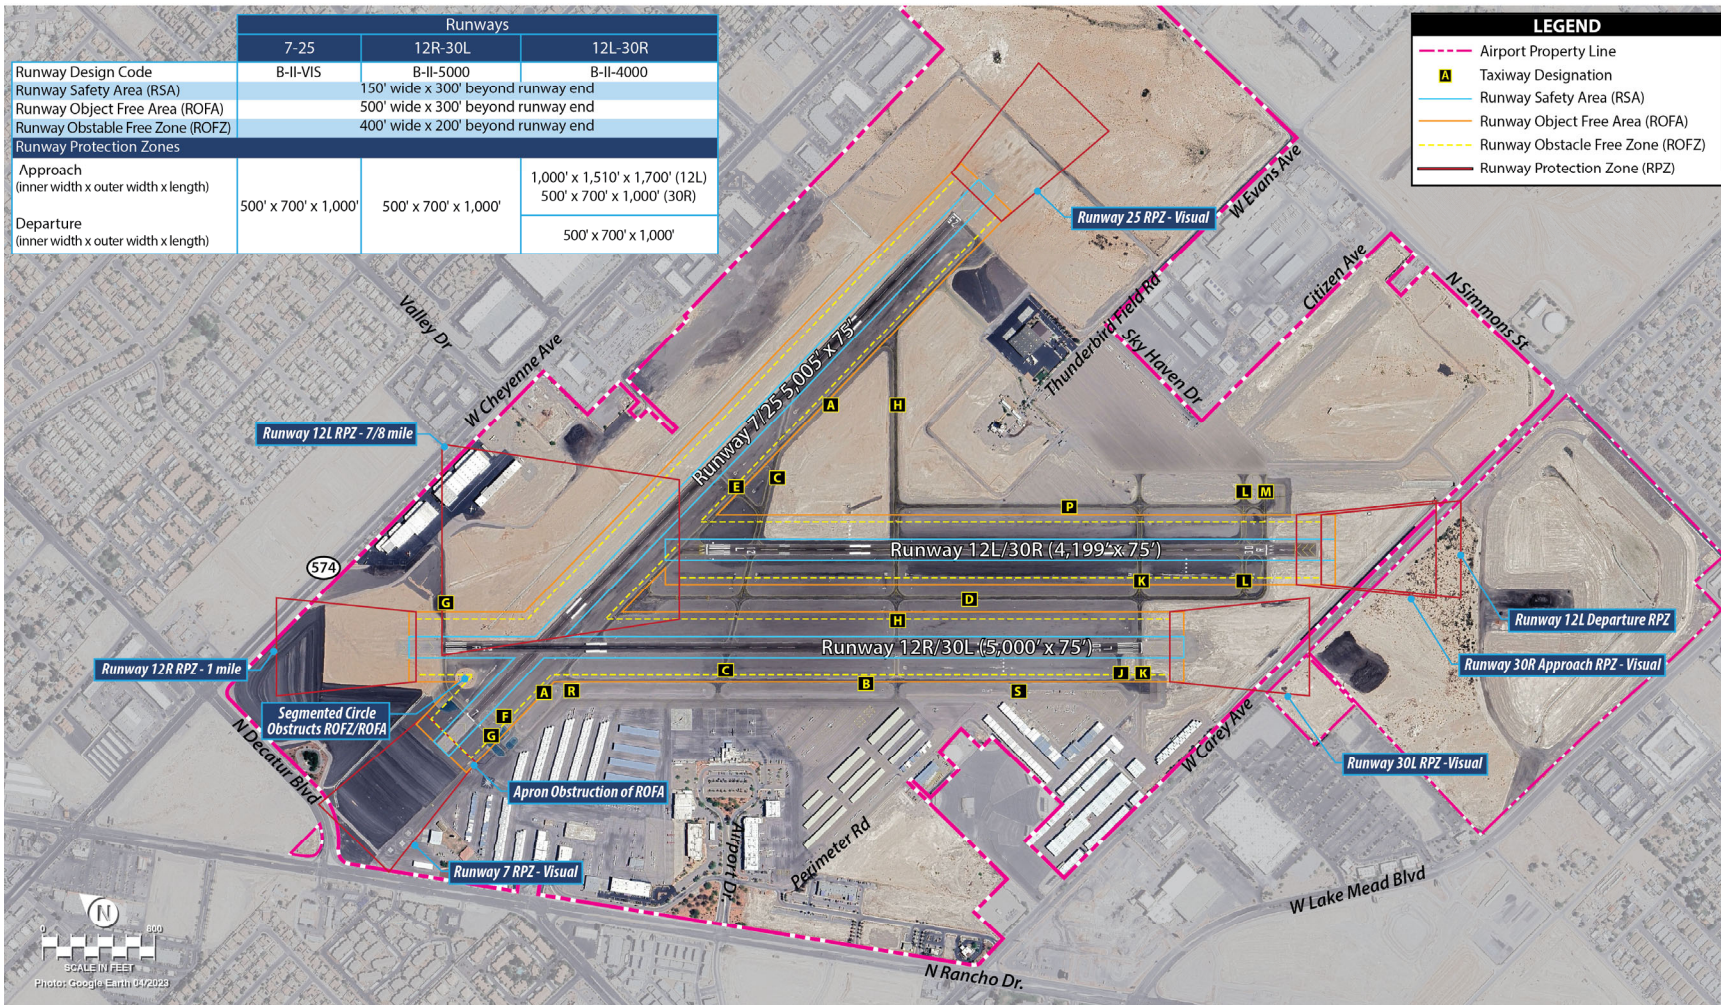 Runways
7-25 12R-30L 12L-30R
Runway Design Code B-II-VIS B-II-5000 B-II-4000
Runway Safety Area (RSA) 150' wide x 300' beyond runway end
Runway Object Free Area (ROFA) 500' wide x 300' beyond runway end
Runway Obstable Free Zone (ROFZ) 400' wide x 200' beyond runway end
Runway Protection Zones
Approach
(inner width x outer width x length)
1,000' x 1,510' x 1,700' (12L)
500' x 700' x 1,000' (30R)
500' x 700' x 1,000' 500' x 700' x 1,000'
Departure
(inner width x outer width x length)
500' x 700' x 1,000'
LEGEND
Airport Property Line
A Taxiway Designation
Runway Safety Area (RSA)
Runway Object Free Area (ROFA)
Runway Obstacle Free Zone (ROFZ)
Runway Protection Zone (RPZ)
W Evans Ave
Runway 25 RPZ - Visual
Citizen Ave
N Simmons St
Valley Dr
W Cheyenne Ave
Thunderbird Field Rd
Sky Haven Dr
Runway 7/25 5,005' x 75'
A
H
Runway 12L RPZ - 7/8 mile
E
C
L
M
P
574
Runway 12L/30R (4,199' x 75')
K
L
G
D
H
Runway 12L Departure RPZ
Runway 12R/30L (5,000' x 75')
Runway 12R RPZ - 1 mile
Runway 30R Approach RPZ - Visual
C
J
K
A
R
B
S
Segmented Circle
Obstructs ROFZ/ROFA
F
G
N Decatur Blvd
W Carey Ave
Runway 30L RPZ -Visual
Apron Obstruction of ROFA
Airport Dr.
Perimeter Rd
Runway 7 RPZ - Visual
W Lake Mead Blvd
N Rancho Dr.
N
0 800
SCALE IN FEET
Photo: Google Earth 04/2023